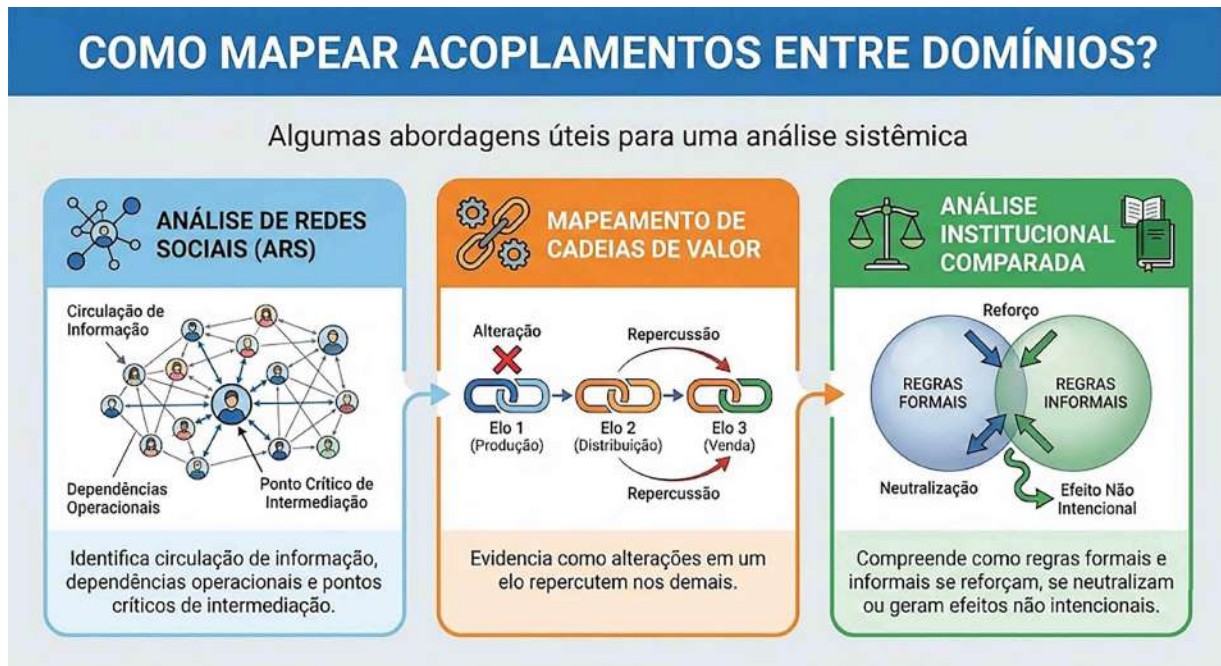 COMO MAPEAR ACOPLAMENTOS ENTRE DOMÍNIOS?
Algumas abordagens úteis para uma análise sistêmica
ANÁLISE DE REDES
SOCIAIS (ARS)
Circulação de
Informação
Dependências
Operacionais
Ponto Crítico de
Intermediação
Identifica circulação de informação,
dependências operacionais e pontos
críticos de intermediação.
MAPEAMENTO DE
CADEIAS DE VALOR
Alteração
Repercussão
Elo 1
(Produção)
Elo 2
(Distribuição)
Elo 3
(Venda)
Repercussão
Evidencia como alterações em um
elo repercutem nos demais.
ANÁLISE
INSTITUCIONAL
COMPARADA
Reforço
REGRAS
FORMAIS
REGRAS
INFORMAIS
Neutralização
Efeito Não
Intencional
Compreende como regras formais e
informais se reforçam, se neutralizam
ou geram efeitos não intencionais.